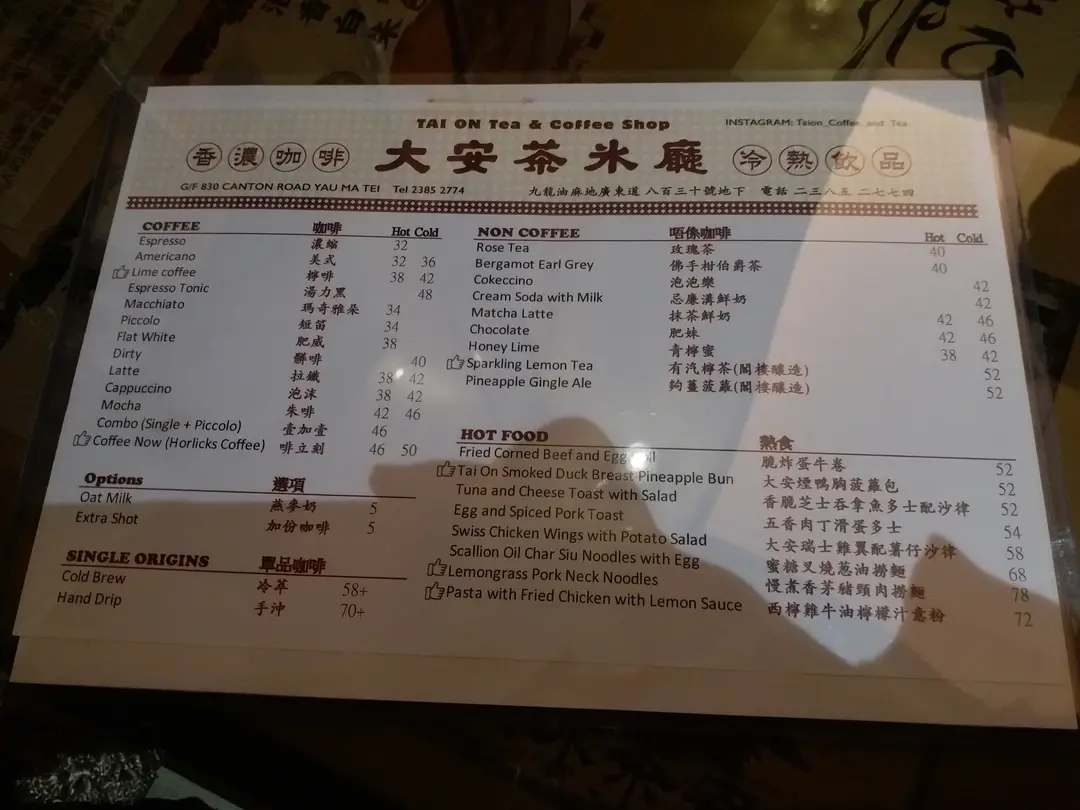 TAI ON Tea & Coffee Shop
INSTAGRAM: Taion_Coffee_and_Tea
香濃咖啡 大安茶氷廳 冷熱飲品
G/F 830 CANTON ROAD YAU MA TEI Tel 2385 2774
九龍油麻地廣東道八百三十號地下 電話 二三八五 二七七四
COFFEE 咖啡 Hot Cold
Espresso 濃縮 32
Americano 美式 32 36
Lime coffee 檸啡 38 42
Espresso Tonic 湯力黑 48
Macchiato 瑪奇雅朵 34
Piccolo 短笛 34
Flat White 肥威 38
Dirty 髒啡 40
Latte 拉鐵 38 42
Cappuccino 泡沫 38 42
Mocha 朱啡 42 46
Combo (Single + Piccolo) 壹加壹 46
Coffee Now (Horlicks Coffee) 啡立刻 46 50
Options 選項
Oat Milk 燕麥奶 5
Extra Shot 加份咖啡 5
SINGLE ORIGINS 單品咖啡
Cold Brew 冷萃 58+
Hand Drip 手沖 70+
NON COFFEE 唔係咖啡 Hot Cold
Rose Tea 玫瑰茶 40
Bergamot Earl Grey 佛手柑伯爵茶 40
Cokeccino 泡泡樂 42
Cream Soda with Milk 忌廉溝鮮奶 42
Matcha Latte 抹茶鮮奶 42 46
Chocolate 肥妹 42 46
Honey Lime 青檸蜜 38 42
Sparkling Lemon Tea 有汽檸茶(閣樓釀造) 52
Pineapple Gingle Ale 鈎薑菠蘿(閣樓釀造) 52
HOT FOOD 熱食
Fried Corned Beef and Egg 脆炸蛋牛卷 52
Tai On Smoked Duck Breast Pineapple Bun 大安煙鴨胸菠蘿包 52
Tuna and Cheese Toast with Salad 香脆芝士吞拿魚多士配沙律 52
Egg and Spiced Pork Toast 五香肉丁滑蛋多士 54
Swiss Chicken Wings with Potato Salad 大安瑞士雞翼配薯仔沙律 58
Scallion Oil Char Siu Noodles with Egg 蜜糖叉燒蔥油撈麵 68
Lemongrass Pork Neck Noodles 慢煮香茅豬頸肉撈麵 78
Pasta with Fried Chicken with Lemon Sauce 西檸雞牛油檸檬汁意粉 72